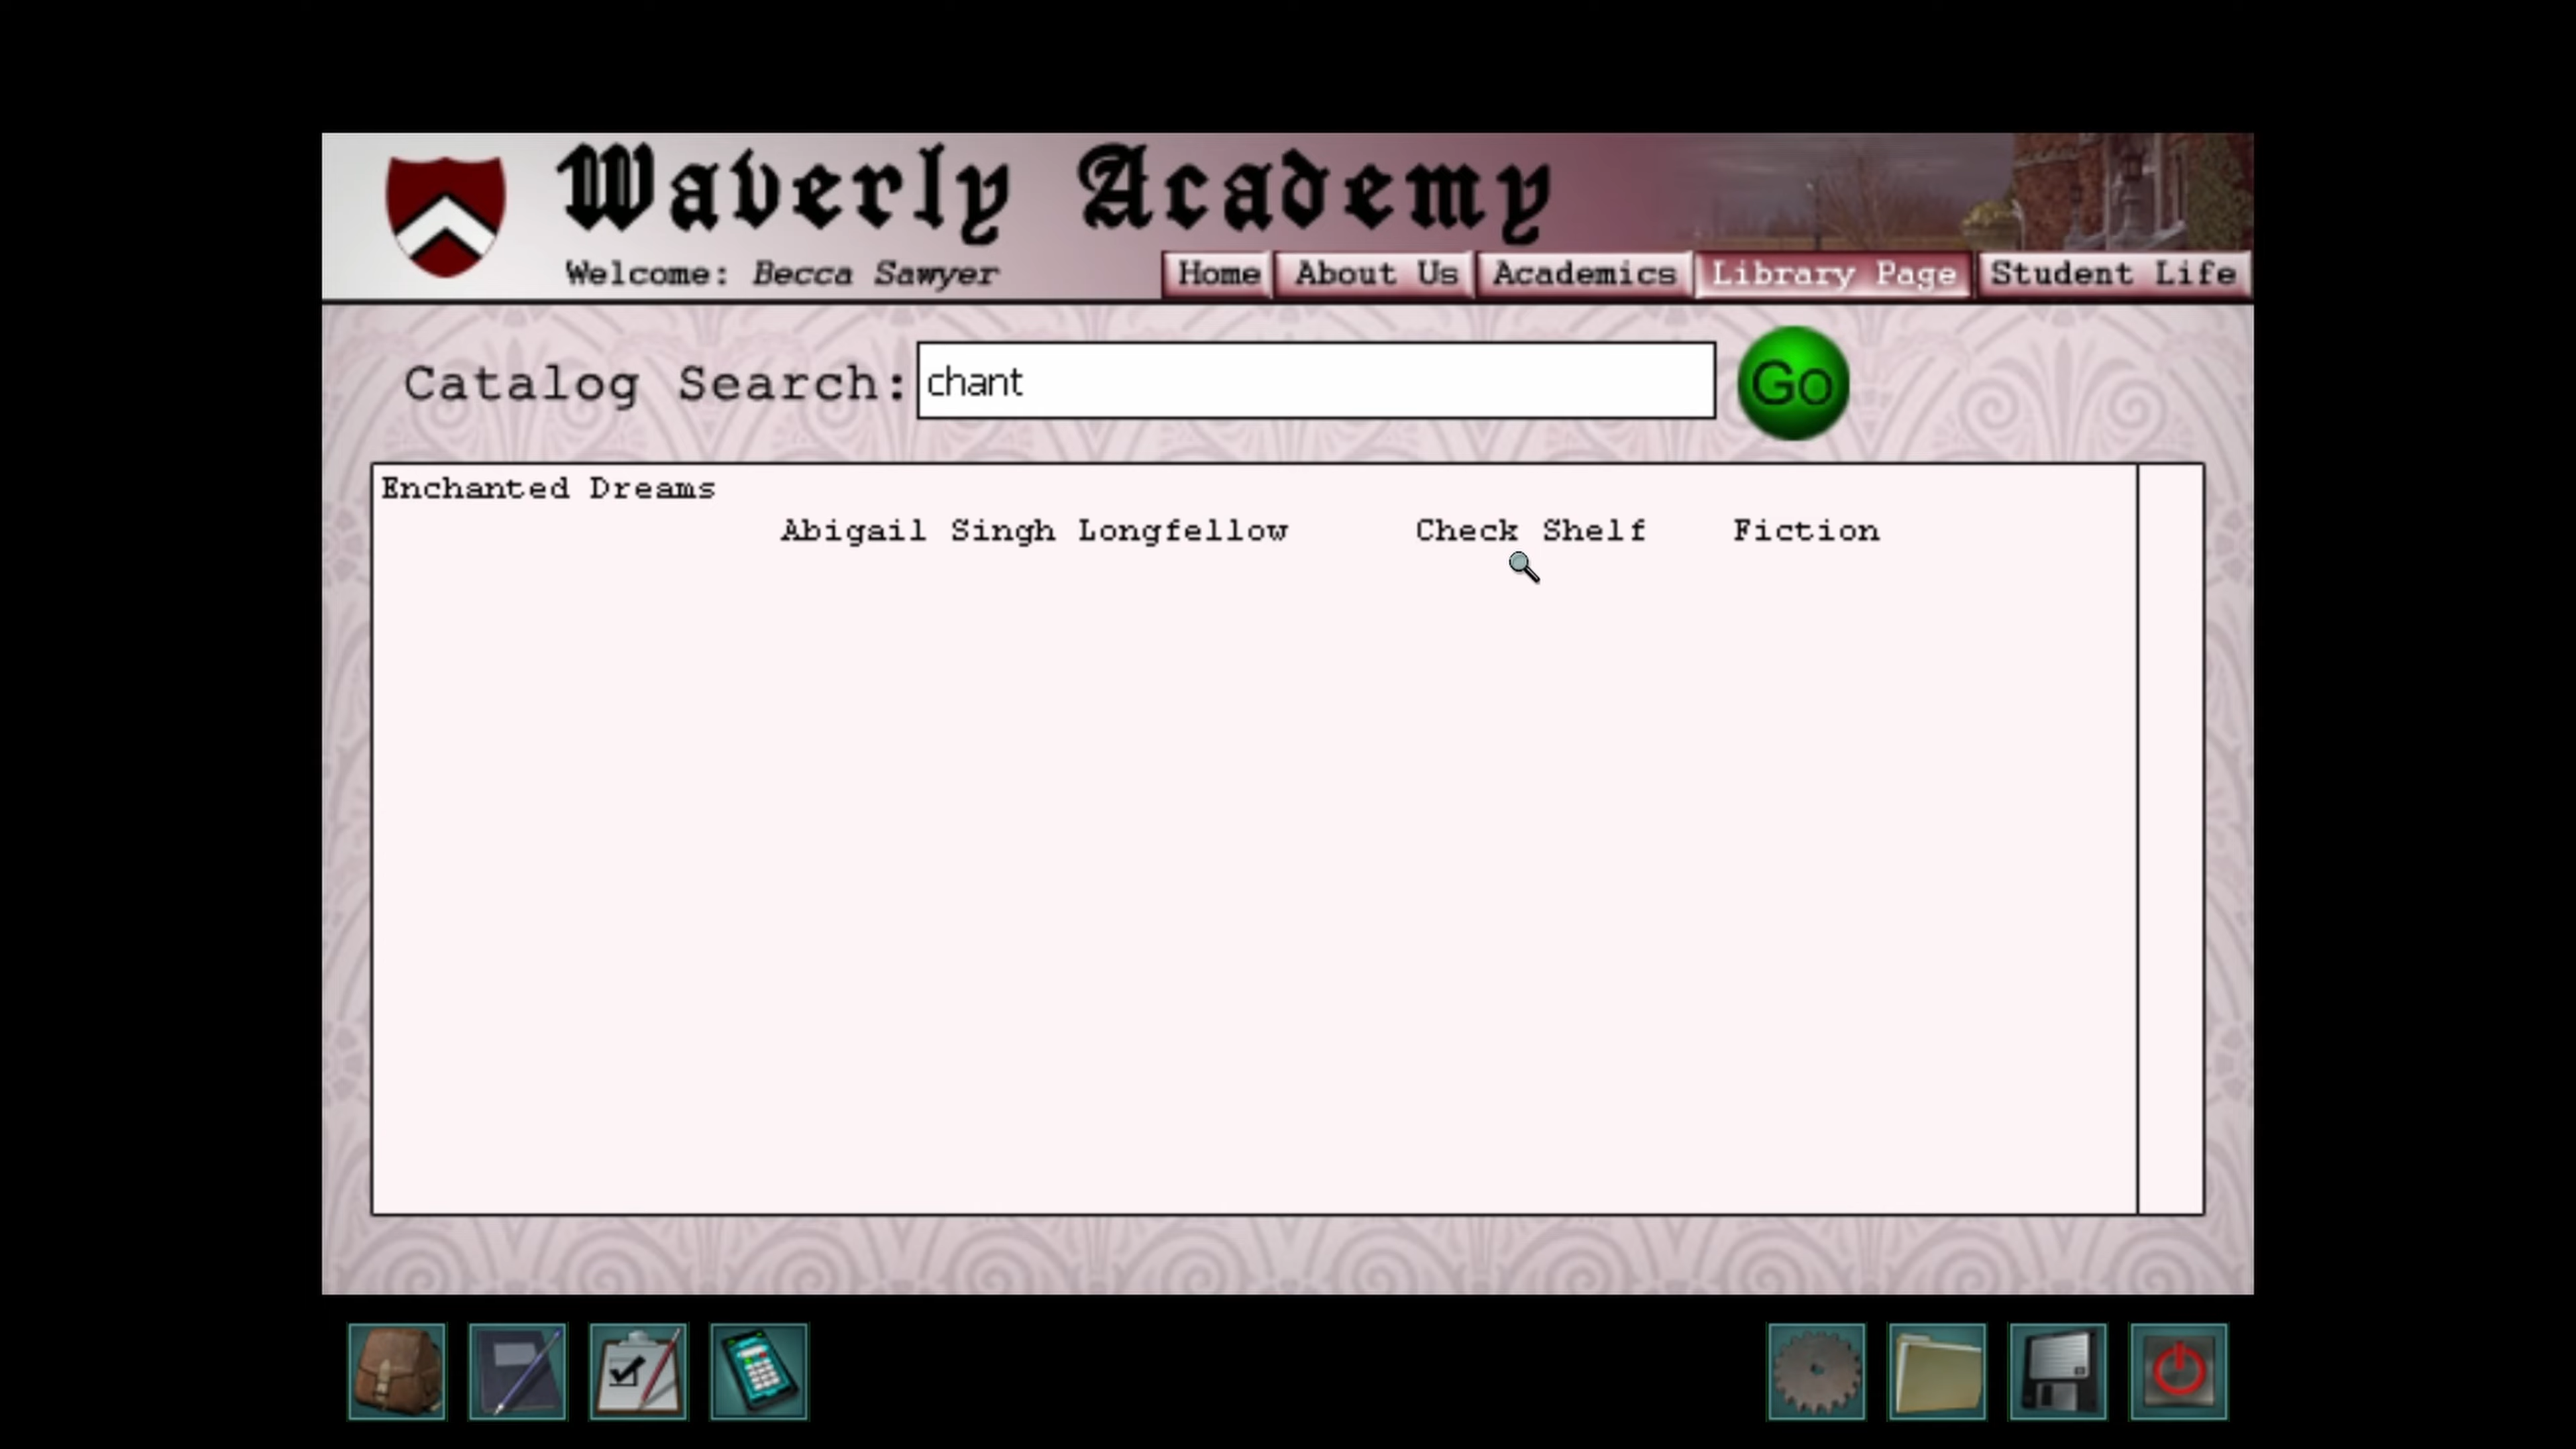 Waverly Academy
Welcome: Becca Sawyer
Home About Us Academics Library Page Student Life
Catalog Search: chant Go
Enchanted Dreams
Abigail Singh Longfellow Check Shelf Fiction